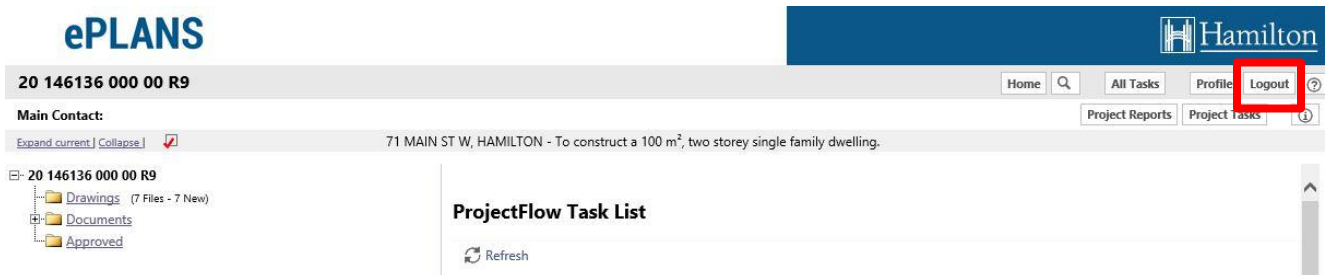 ePLANS
Hamilton
20 146136 000 00 R9
Home All Tasks Profile Logout ?
Main Contact:
Project Reports Project Tasks i
Expand current | Collapse |
71 MAIN ST W, HAMILTON - To construct a 100 m², two storey single family dwelling.
20 146136 000 00 R9
Drawings (7 Files - 7 New)
Documents
Approved
ProjectFlow Task List
Refresh